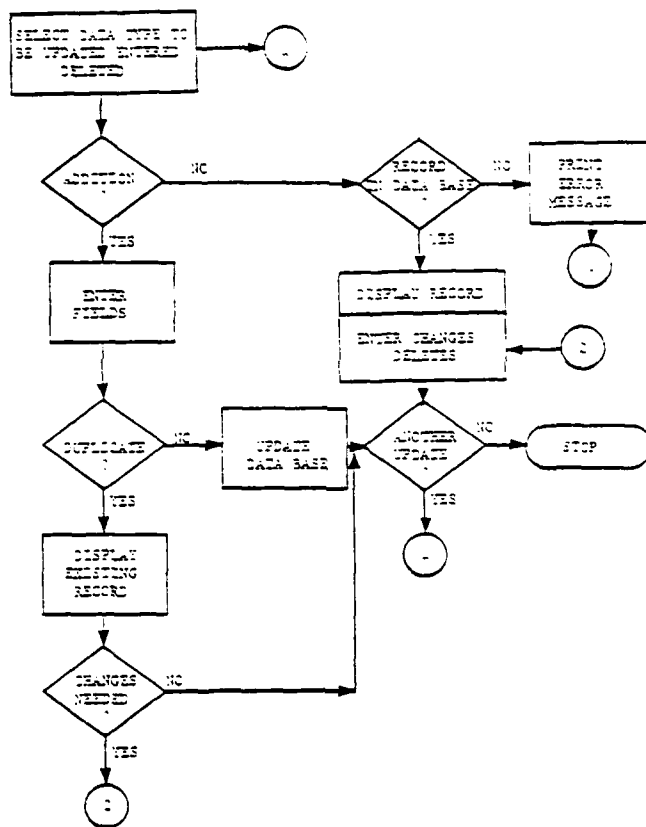 SELECT DATA TYPE TO
BE UPDATED ENTERED
DELETED
ADDITION
?
NO
RECORD
IN DATA BASE
?
NO
PRINT
ERROR
MESSAGE
YES
YES
ENTER
FIELDS
DISPLAY RECORD
ENTER CHANGES
DELETES
2
DUPLICATE
?
NO
UPDATE
DATA BASE
ANOTHER
UPDATE
?
NO
STOP
YES
YES
DISPLAY
EXISTING
RECORD
CHANGES
NEEDED
?
NO
YES
2